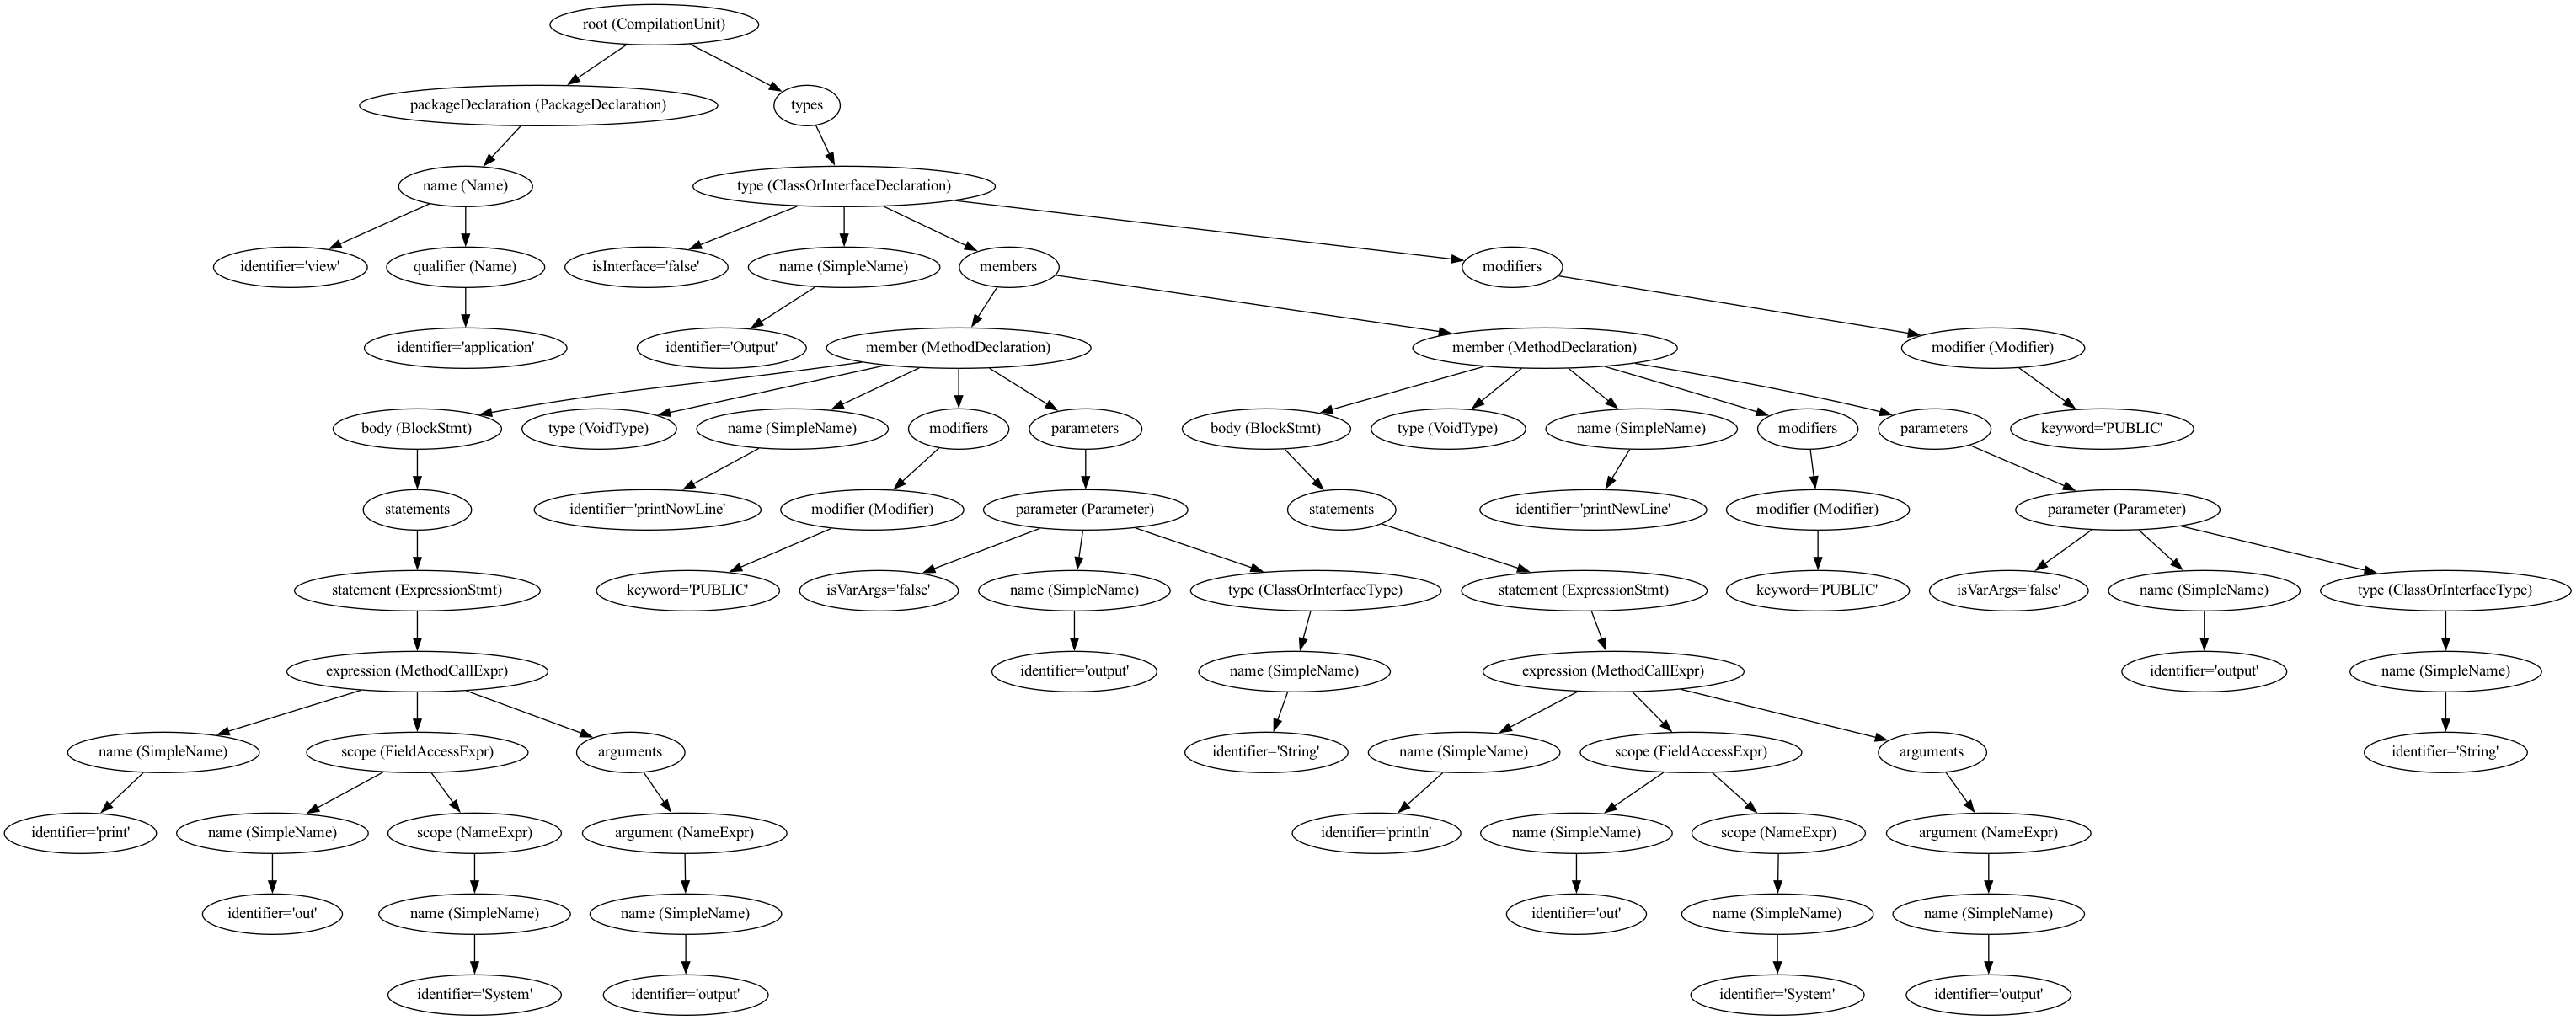 root (CompilationUnit)
packageDeclaration (PackageDeclaration)
types
name (Name)
type (ClassOrInterfaceDeclaration)
identifier='view'
qualifier (Name)
isInterface='false'
name (SimpleName)
members
modifiers
identifier='application'
identifier='Output'
member (MethodDeclaration)
member (MethodDeclaration)
modifier (Modifier)
body (BlockStmt)
type (VoidType)
name (SimpleName)
modifiers
parameters
body (BlockStmt)
type (VoidType)
name (SimpleName)
modifiers
parameters
keyword='PUBLIC'
statements
identifier='printNowLine'
modifier (Modifier)
parameter (Parameter)
statements
identifier='printNewLine'
modifier (Modifier)
parameter (Parameter)
statement (ExpressionStmt)
keyword='PUBLIC'
isVarArgs='false'
name (SimpleName)
type (ClassOrInterfaceType)
statement (ExpressionStmt)
keyword='PUBLIC'
isVarArgs='false'
name (SimpleName)
type (ClassOrInterfaceType)
expression (MethodCallExpr)
identifier='output'
name (SimpleName)
expression (MethodCallExpr)
identifier='output'
name (SimpleName)
name (SimpleName)
scope (FieldAccessExpr)
arguments
identifier='String'
name (SimpleName)
scope (FieldAccessExpr)
arguments
identifier='String'
identifier='print'
name (SimpleName)
scope (NameExpr)
argument (NameExpr)
identifier='println'
name (SimpleName)
scope (NameExpr)
argument (NameExpr)
identifier='out'
name (SimpleName)
name (SimpleName)
identifier='out'
name (SimpleName)
name (SimpleName)
identifier='System'
identifier='output'
identifier='System'
identifier='output'